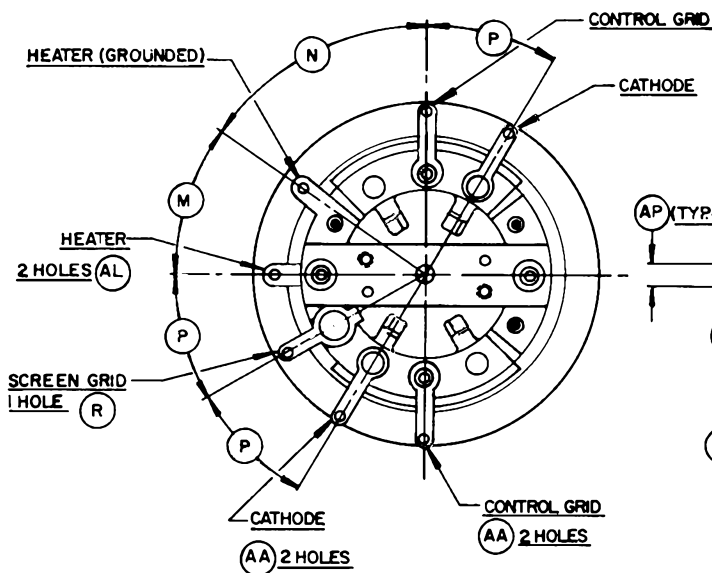 CONTROL GRID
P
N
HEATER (GROUNDED)
CATHODE
M
AP (TYP.
HEATER
2 HOLES AL
P
SCREEN GRID
1 HOLE R
P
CONTROL GRID
AA 2 HOLES
CATHODE
AA 2 HOLES